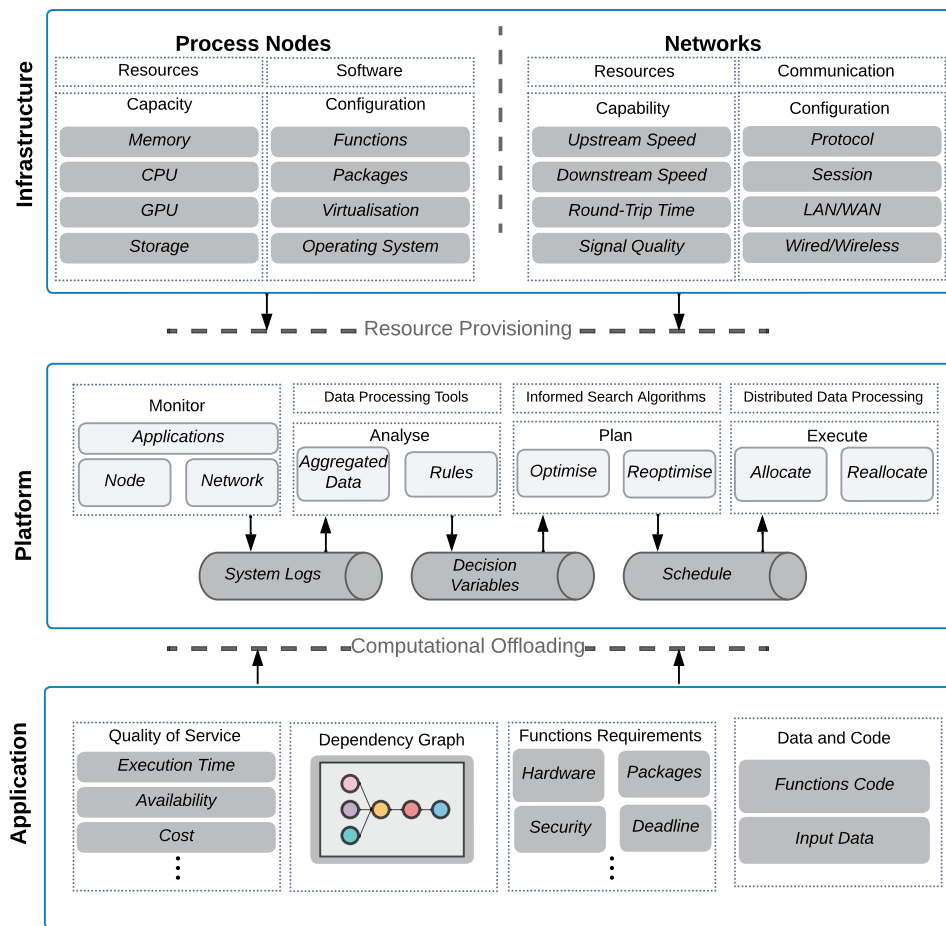 Infrastructure
Process Nodes
Networks
Resources
Software
Resources
Communication
Capacity
Configuration
Capability
Configuration
Memory
Functions
Upstream Speed
Protocol
CPU
Packages
Downstream Speed
Session
GPU
Virtualisation
Round-Trip Time
LAN/WAN
Storage
Operating System
Signal Quality
Wired/Wireless
Resource Provisioning
Platform
Monitor
Applications
Node
Network
Data Processing Tools
Analyse
Aggregated
Data
Rules
Informed Search Algorithms
Plan
Optimise
Reoptimise
Distributed Data Processing
Execute
Allocate
Reallocate
System Logs
Decision
Variables
Schedule
Computational Offloading
Application
Quality of Service
Execution Time
Availability
Cost
Dependency Graph
Functions Requirements
Hardware
Packages
Security
Deadline
Data and Code
Functions Code
Input Data